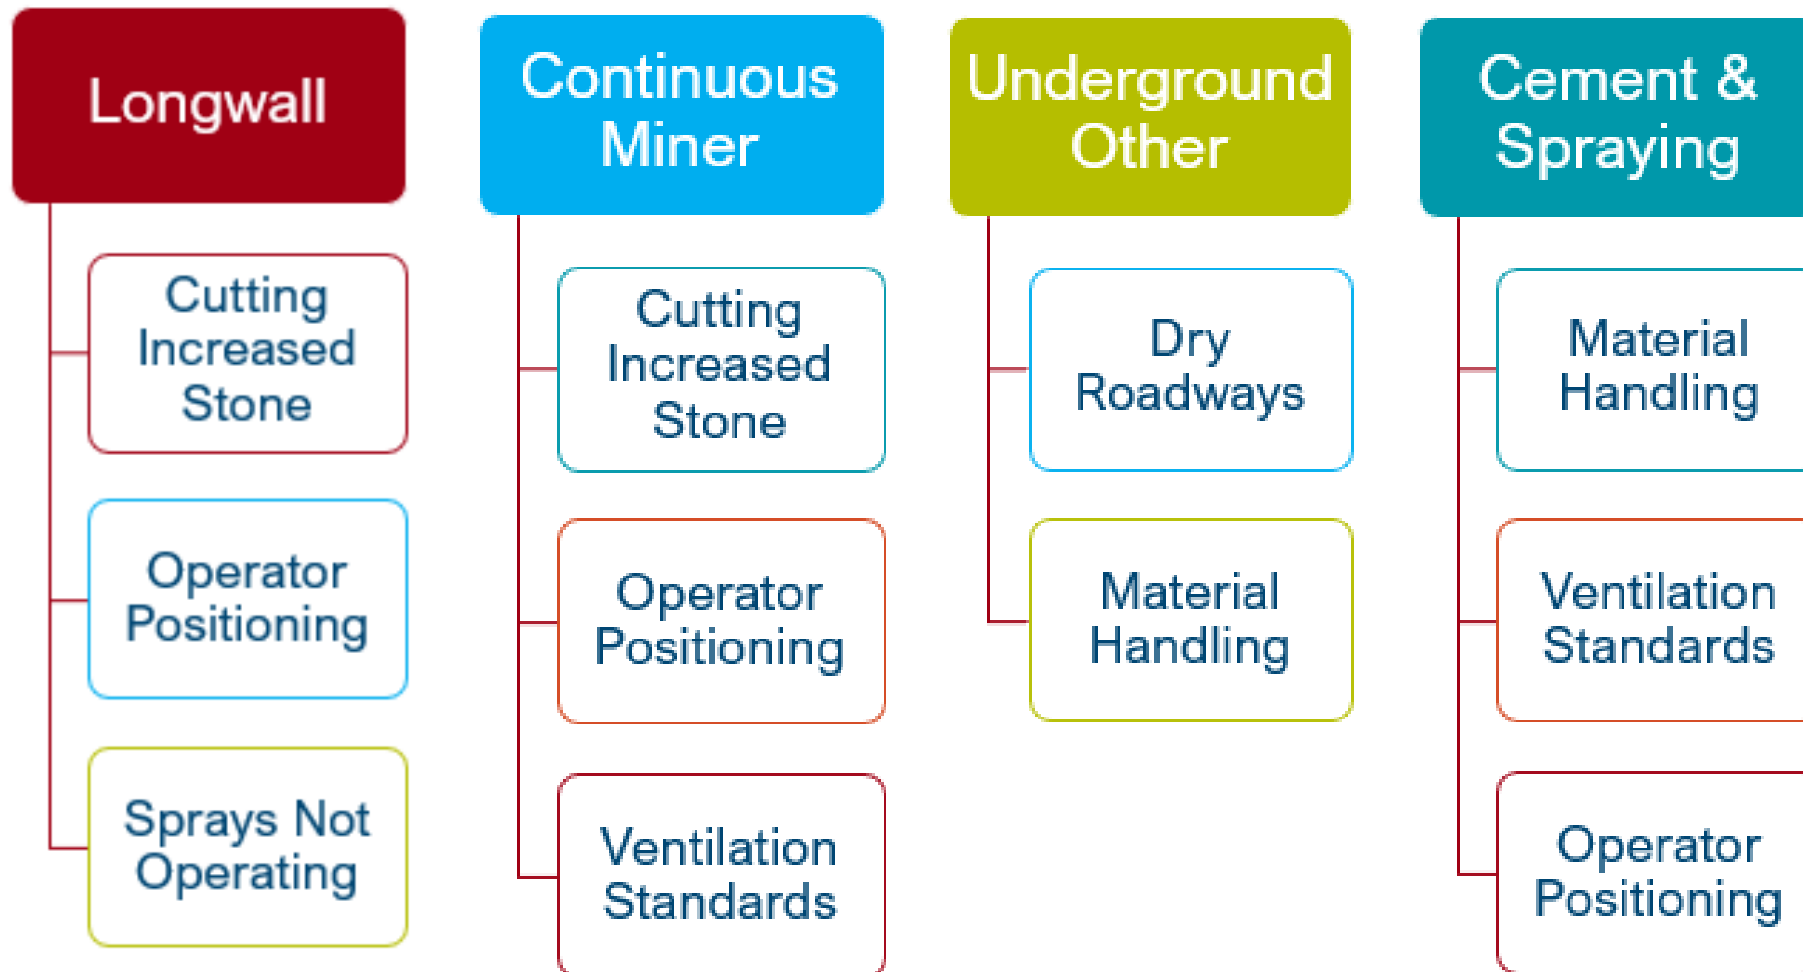 Longwall
Cutting
Increased
Stone
Operator
Positioning
Sprays Not
Operating
Continuous
Miner
Cutting
Increased
Stone
Operator
Positioning
Ventilation
Standards
Underground
Other
Dry
Roadways
Material
Handling
Cement &
Spraying
Material
Handling
Ventilation
Standards
Operator
Positioning